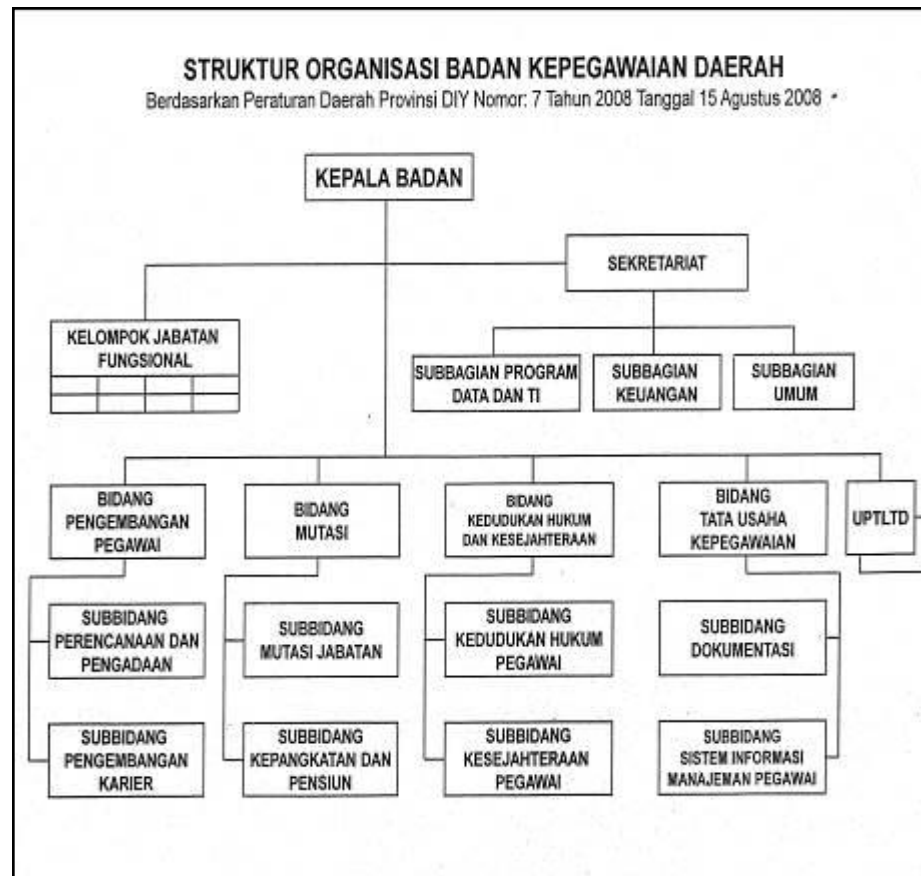 STRUKTUR ORGANISASI BADAN KEPEGAWAIAN DAERAH
Berdasarkan Peraturan Daerah Provinsi DIY Nomor: 7 Tahun 2008 Tanggal 15 Agustus 2008
KEPALA BADAN
SEKRETARIAT
KELOMPOK JABATAN
FUNGSIONAL
SUBBAGIAN PROGRAM
DATA DAN TI
SUBBAGIAN
KEUANGAN
SUBBAGIAN
UMUM
BIDANG
PENGEMBANGAN
PEGAWAI
BIDANG
MUTASI
BIDANG
KEDUDUKAN HUKUM
DAN KESEJAHTERAAN
BIDANG
TATA USAHA
KEPEGAWAIAN
UPTLTD
SUBBIDANG
PERENCANAAN DAN
PENGADAAN
SUBBIDANG
MUTASI JABATAN
SUBBIDANG
KEDUDUKAN HUKUM
PEGAWAI
SUBBIDANG
DOKUMENTASI
SUBBIDANG
PENGEMBANGAN
KARIER
SUBBIDANG
KEPANGKATAN DAN
PENSIUN
SUBBIDANG
KESEJAHTERAAN
PEGAWAI
SUBBIDANG
SISTEM INFORMASI
MANAJEMAN PEGAWAI